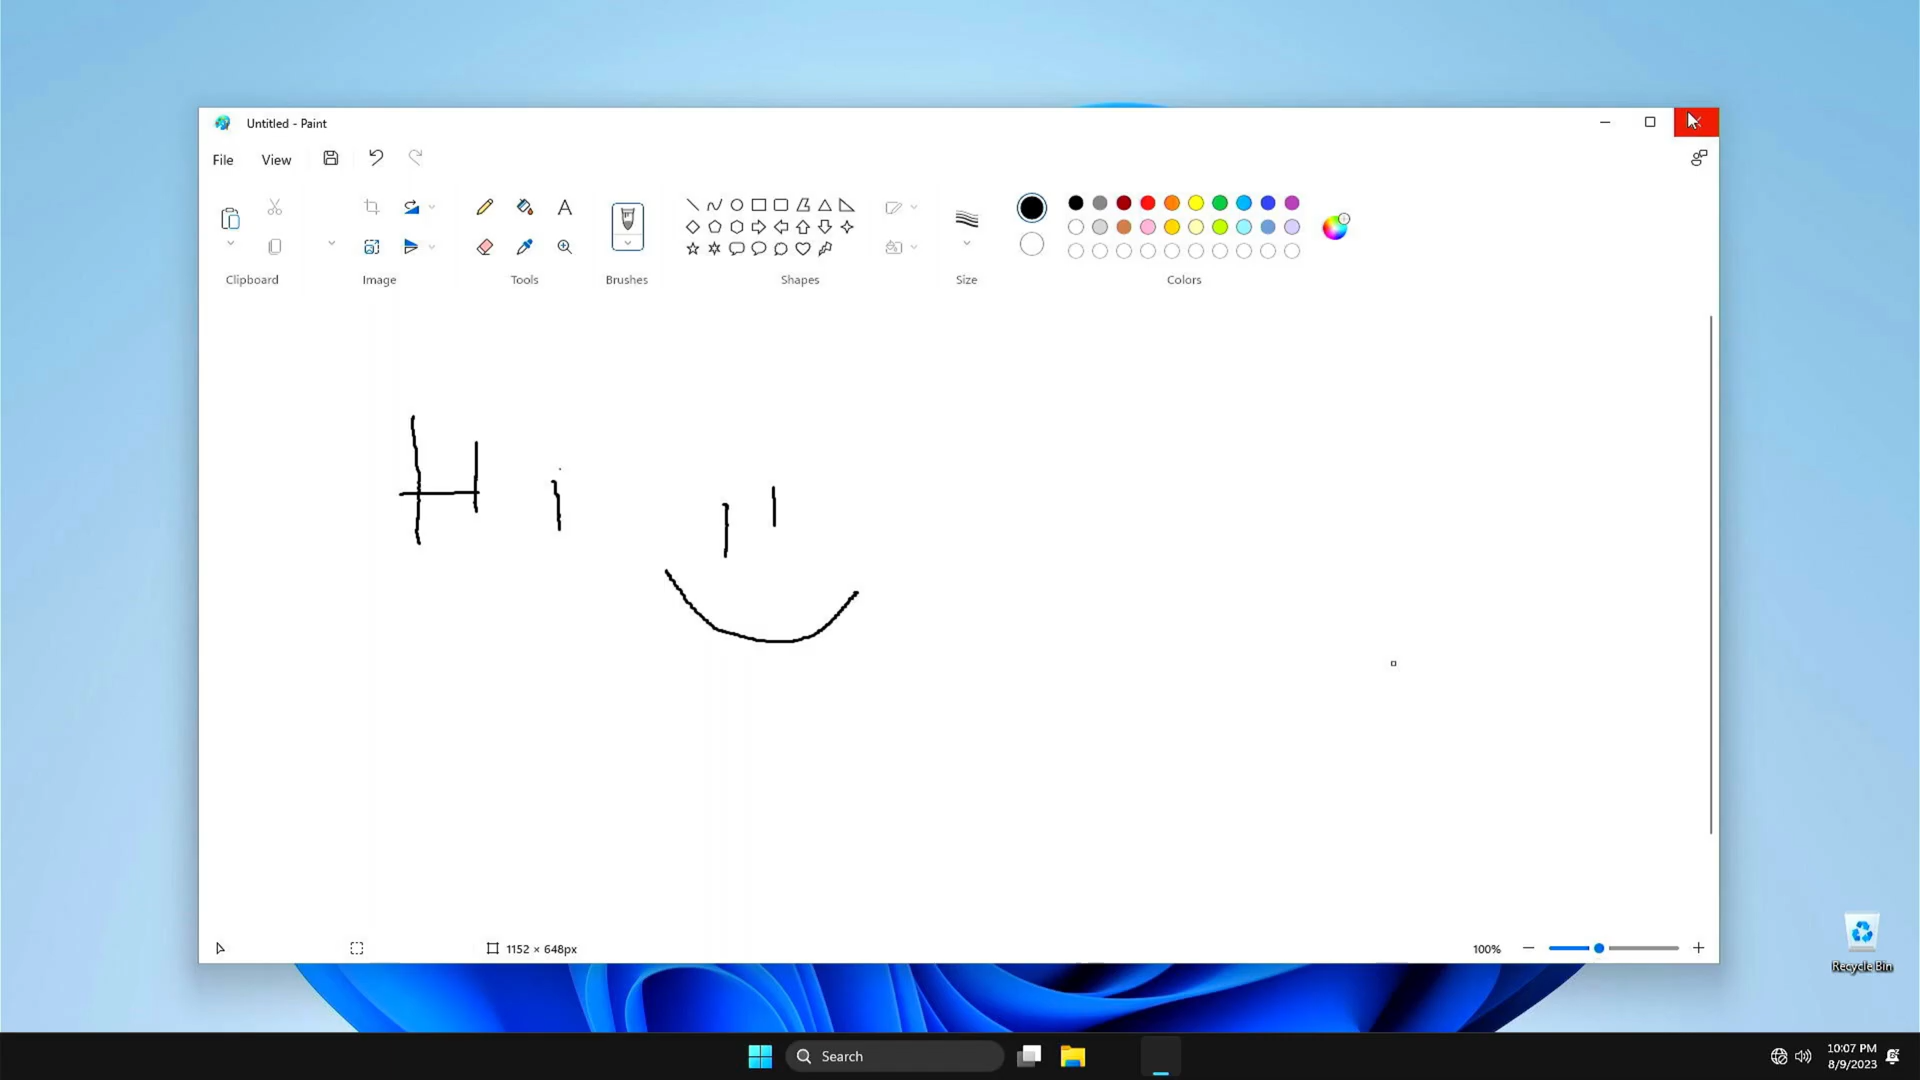 Untitled - Paint
File View
Clipboard Image Tools Brushes Shapes Size Colors
Hi
1152 × 648px 100%
Recycle Bin
Search
10:07 PM
8/9/2023